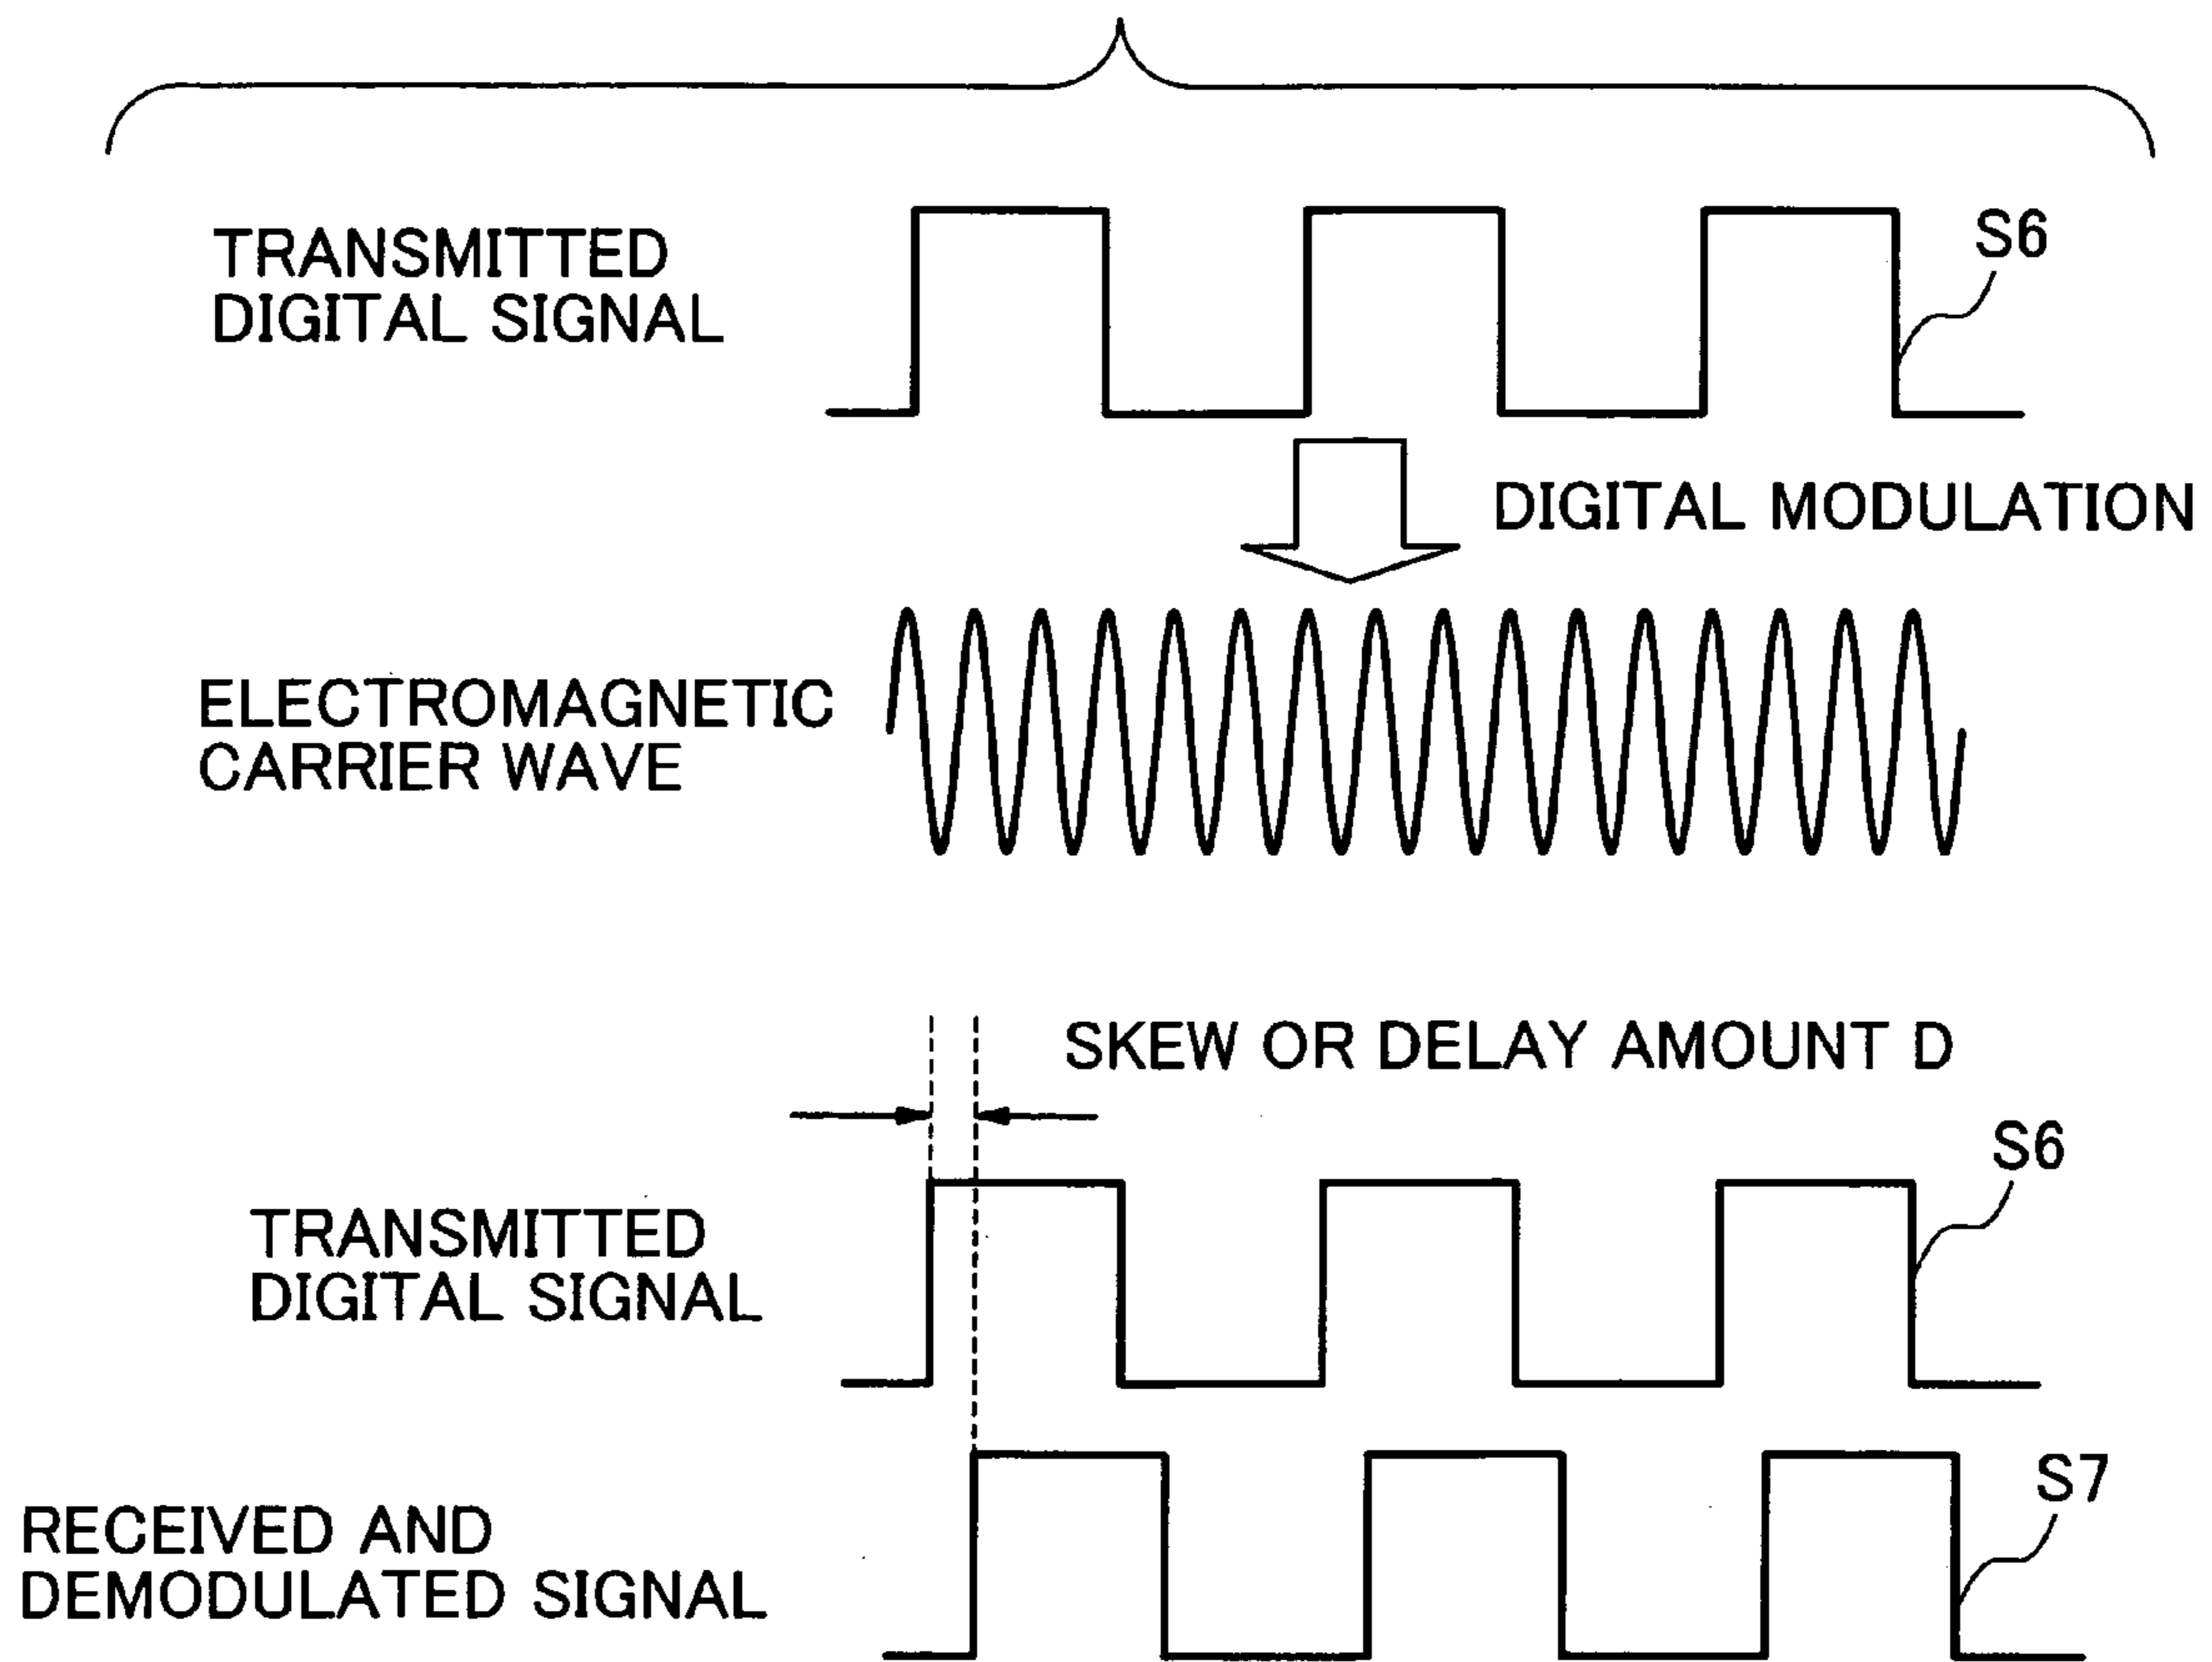 TRANSMITTED
DIGITAL SIGNAL
S6
DIGITAL MODULATION
ELECTROMAGNETIC
CARRIER WAVE
SKEW OR DELAY AMOUNT D
S6
TRANSMITTED
DIGITAL SIGNAL
S7
RECEIVED AND
DEMODULATED SIGNAL